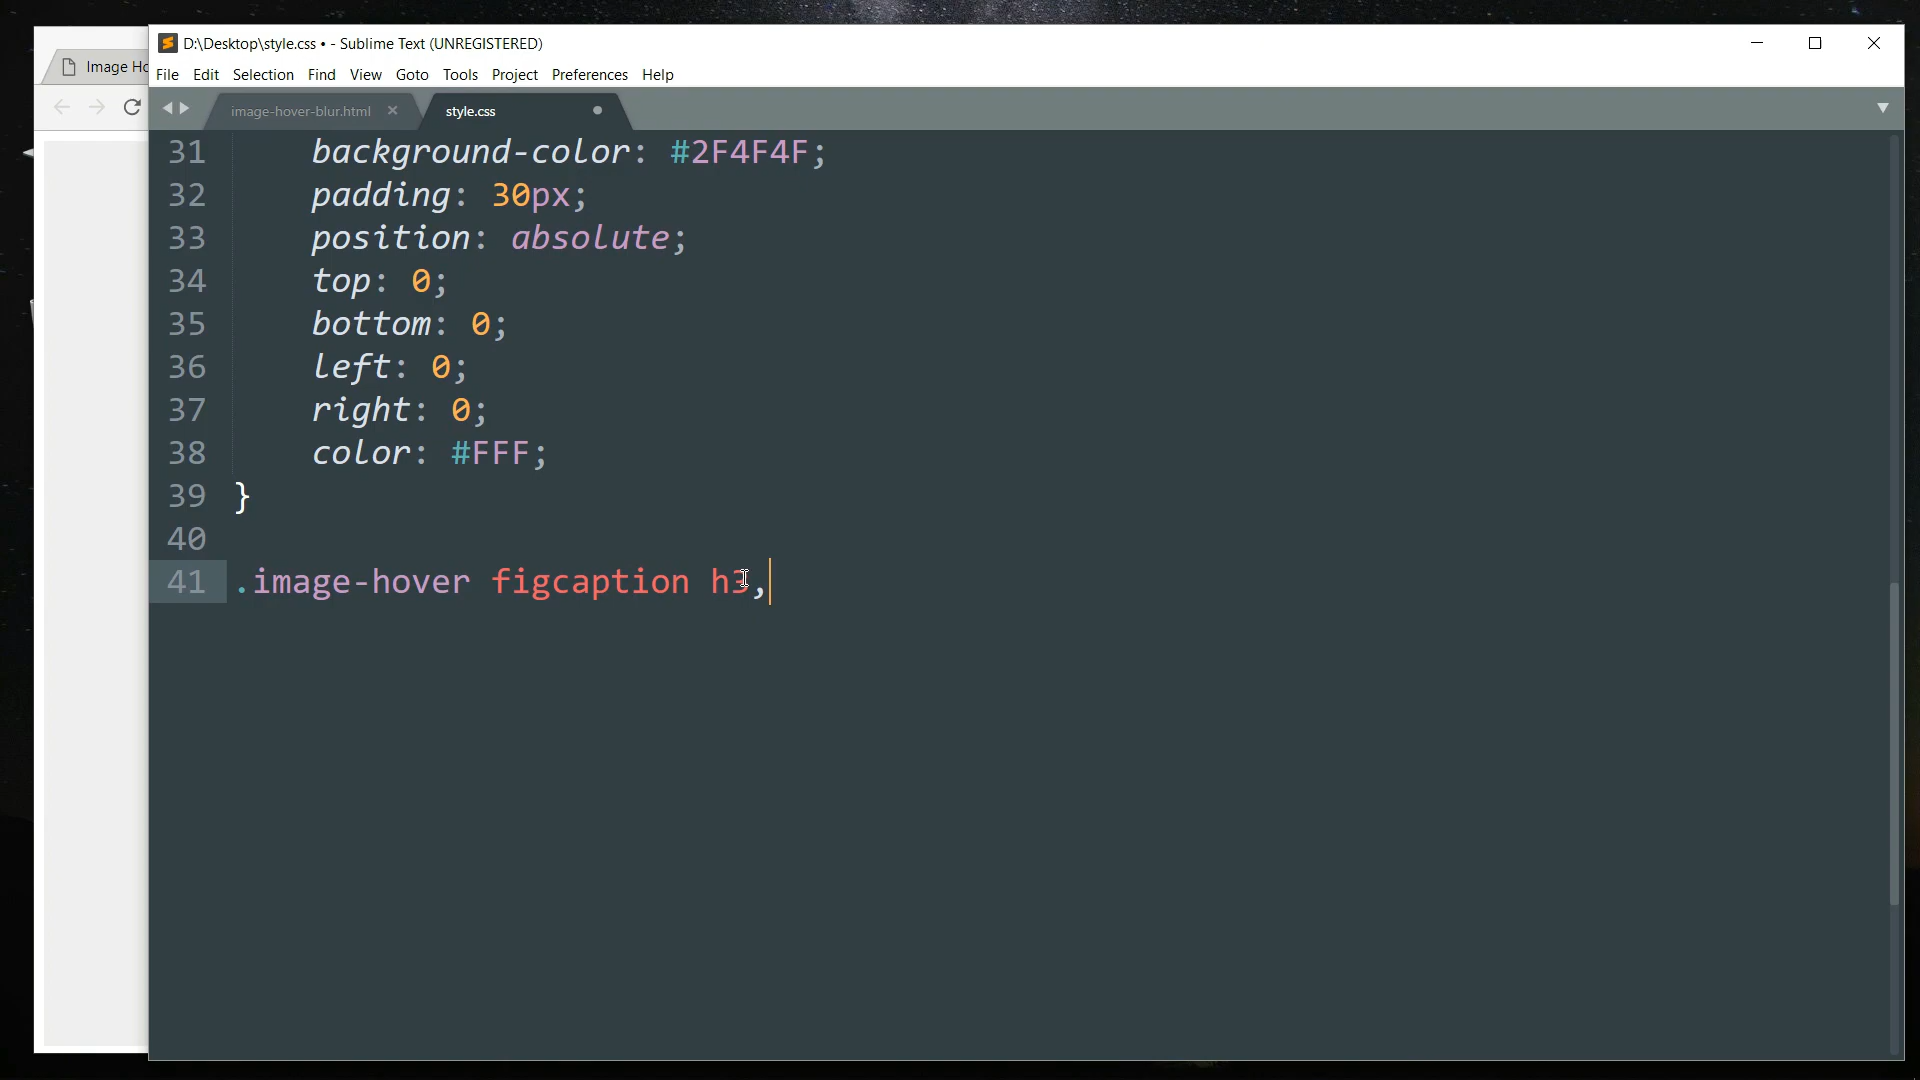 D:\Desktop\style.css • - Sublime Text (UNREGISTERED)
Image Ho
File Edit Selection Find View Goto Tools Project Preferences Help
image-hover-blur.html style.css
31 background-color: #2F4F4F;
32 padding: 30px;
33 position: absolute;
34 top: 0;
35 bottom: 0;
36 left: 0;
37 right: 0;
38 color: #FFF;
39 }
40
41 .image-hover figcaption h3,